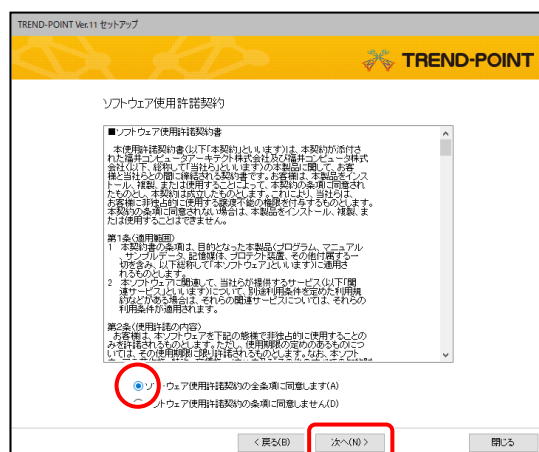 TREND-POINT Ver.11 セットアップ
TREND-POINT
ソフトウェア使用許諾契約
■ソフトウェア使用許諾契約書
本使用許諾契約書(以下「本契約」といいます)は、本契約が添付さ
れた福井コンピュータアーキテクト株式会社及び福井コンピュータ株式
会社(以下、総称して「当社ら」といいます)の本製品に関して、お客
様と当社らとの間に締結される契約書です。お客様は、本製品をインス
トール、複製、または使用することによって、本契約の条項に同意され
たものとし、本契約は成立したものとします。これにより、当社らは、
お客様に非独占的に使用する譲渡不能の権限を付与するものとします。
本契約の条項に同意されない場合は、本製品をインストール、複製、ま
たは使用することはできません。
第1条(適用範囲)
1 本契約書の条項は、目的となった本製品(プログラム、マニュアル
、サンプルデータ、記憶媒体、プロテクト装置、その他付属する一
切を含み、以下総称して「本ソフトウェア」といいます)に適用さ
れるものとします。
2 本ソフトウェアに関連して、当社らが提供するサービス(以下「関
連サービス」といいます)について、別途利用条件を定めた利用規
約などがある場合は、それらの関連サービスについては、それらの
利用条件が適用されます。
第2条(使用許諾の内容)
お客様は、本ソフトウェアを下記の態様で非独占的に使用することの
みを許諾されるものとします。ただし、使用期限の定めのあるものにつ
いては、その使用期限に限り許諾されるものとします。なお、本ソフト
ソフトウェア使用許諾契約の全条項に同意します(A)
ソフトウェア使用許諾契約の条項に同意しません(D)
< 戻る(B)
次へ(N) >
閉じる